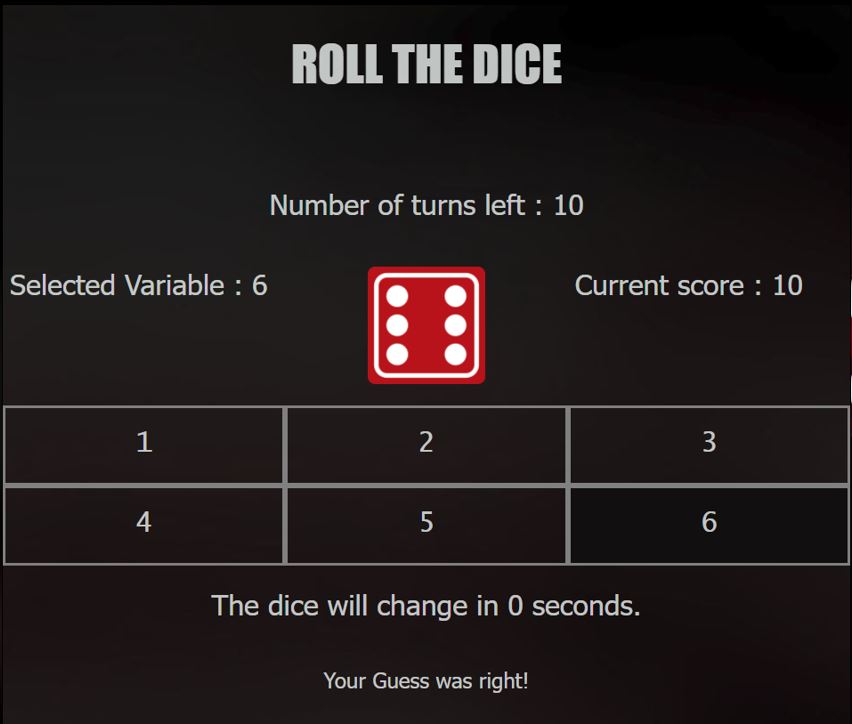 ROLL THE DICE
Number of turns left : 10
Selected Variable : 6
Current score : 10
1
2
3
4
5
6
The dice will change in 0 seconds.
Your Guess was right!